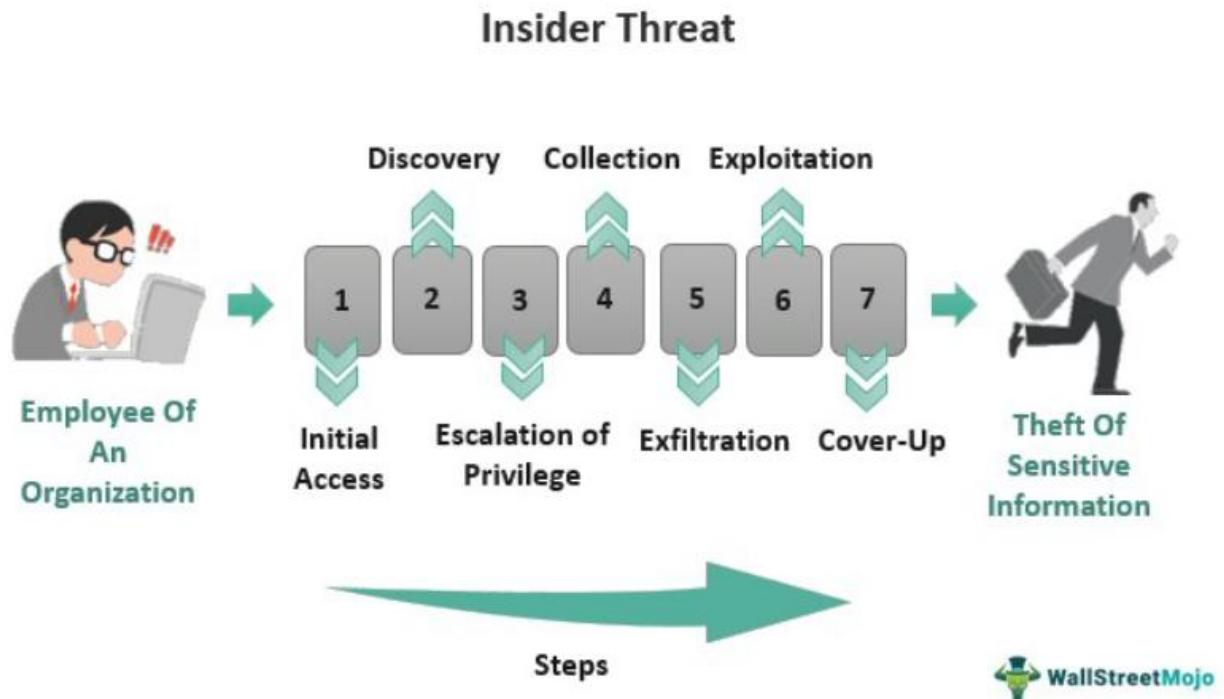 Insider Threat
Discovery
Collection
Exploitation
1
2
3
4
5
6
7
Employee Of
An
Organization
Initial
Access
Escalation of
Privilege
Exfiltration
Cover-Up
Theft Of
Sensitive
Information
Steps
WallStreetMojo